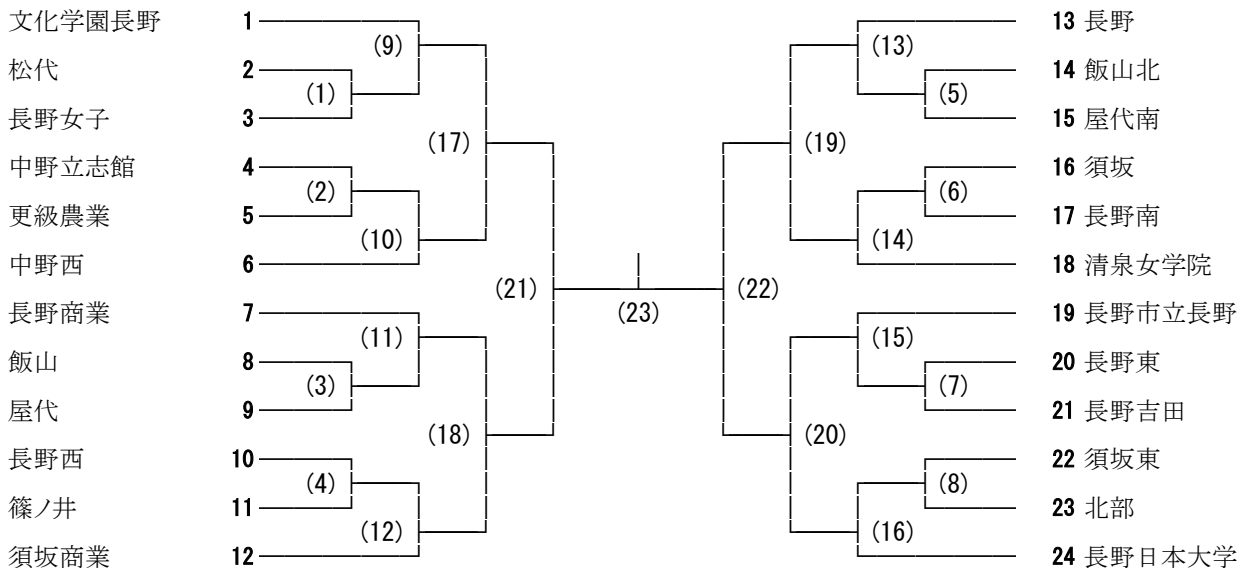 文化学園長野 1
(9)
松代 2
(1)
長野女子 3
(17)
中野立志館 4
(2)
更級農業 5
(10)
中野西 6
(21)
長野商業 7
(11)
飯山 8
(3)
屋代 9
(18)
長野西 10
(4)
篠ノ井 11
(12)
須坂商業 12
(23)
13 長野
(13)
14 飯山北
(5)
15 屋代南
(19)
16 須坂
(6)
17 長野南
(14)
18 清泉女学院
(22)
19 長野市立長野
(15)
20 長野東
(7)
21 長野吉田
(20)
22 須坂東
(8)
23 北部
(16)
24 長野日本大学